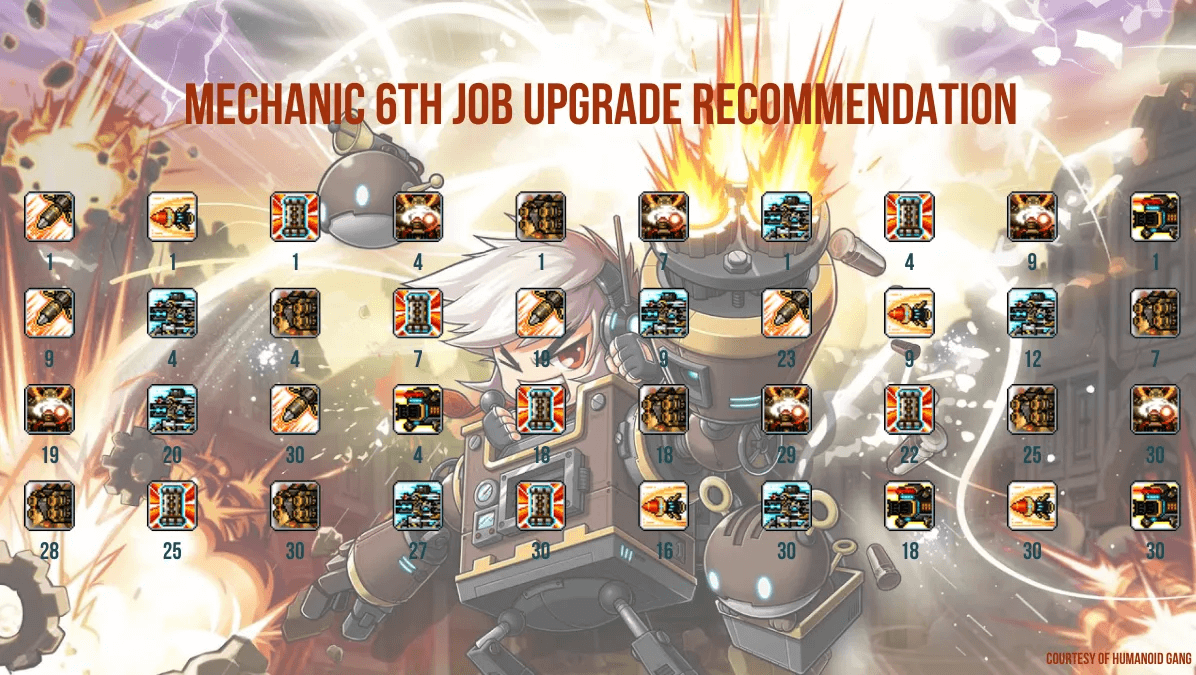 MECHANIC 6TH JOB UPGRADE RECOMMENDATION
1 1 1 4 1 7 1 4 9 1
9 4 4 7 10 9 23 9 12 7
19 20 30 4 18 18 29 22 25 30
28 25 30 27 30 16 30 18 30 30
COURTESY OF HUMANOID GANG